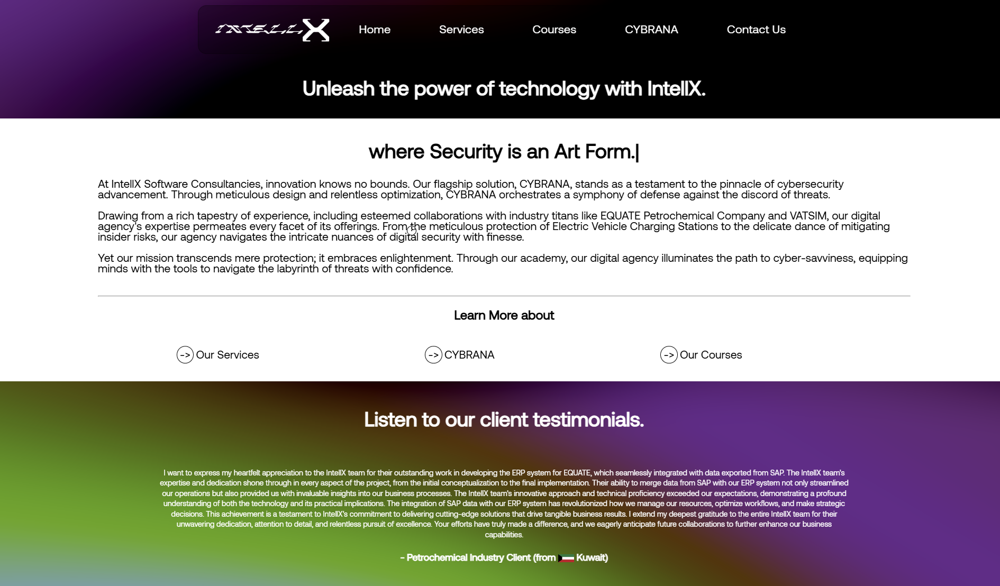 INTELLX
Home
Services
Courses
CYBRANA
Contact Us
Unleash the power of technology with IntellX.
where Security is an Art Form.|
At IntellX Software Consultancies, innovation knows no bounds. Our flagship solution, CYBRANA, stands as a testament to the pinnacle of cybersecurity
advancement. Through meticulous design and relentless optimization, CYBRANA orchestrates a symphony of defense against the discord of threats.
Drawing from a rich tapestry of experience, including esteemed collaborations with industry titans like EQUATE Petrochemical Company and VATSIM, our digital
agency's expertise permeates every facet of its offerings. From the meticulous protection of Electric Vehicle Charging Stations to the delicate dance of mitigating
insider risks, our agency navigates the intricate nuances of digital security with finesse.
Yet our mission transcends mere protection; it embraces enlightenment. Through our academy, our digital agency illuminates the path to cyber-savviness, equipping
minds with the tools to navigate the labyrinth of threats with confidence.
Learn More about
-> Our Services
-> CYBRANA
-> Our Courses
Listen to our client testimonials.
I want to express my heartfelt appreciation to the IntellX team for their outstanding work in developing the ERP system for EQUATE, which seamlessly integrated with data exported from SAP. The IntellX team's
expertise and dedication shone through in every aspect of the project, from the initial conceptualization to the final implementation. Their ability to merge data from SAP with our ERP system not only streamlined
our operations but also provided us with invaluable insights into our business processes. The IntellX team's innovative approach and technical proficiency exceeded our expectations, demonstrating a profound
understanding of both the technology and its practical implications. The integration of SAP data with our ERP system has revolutionized how we manage our resources, optimize workflows, and make strategic
decisions. This achievement is a testament to IntellX's commitment to delivering cutting-edge solutions that drive tangible business results. I extend my deepest gratitude to the entire IntellX team for their
unwavering dedication, attention to detail, and relentless pursuit of excellence. Your efforts have truly made a difference, and we eagerly anticipate future collaborations to further enhance our business
capabilities.
- Petrochemical Industry Client (from Kuwait)